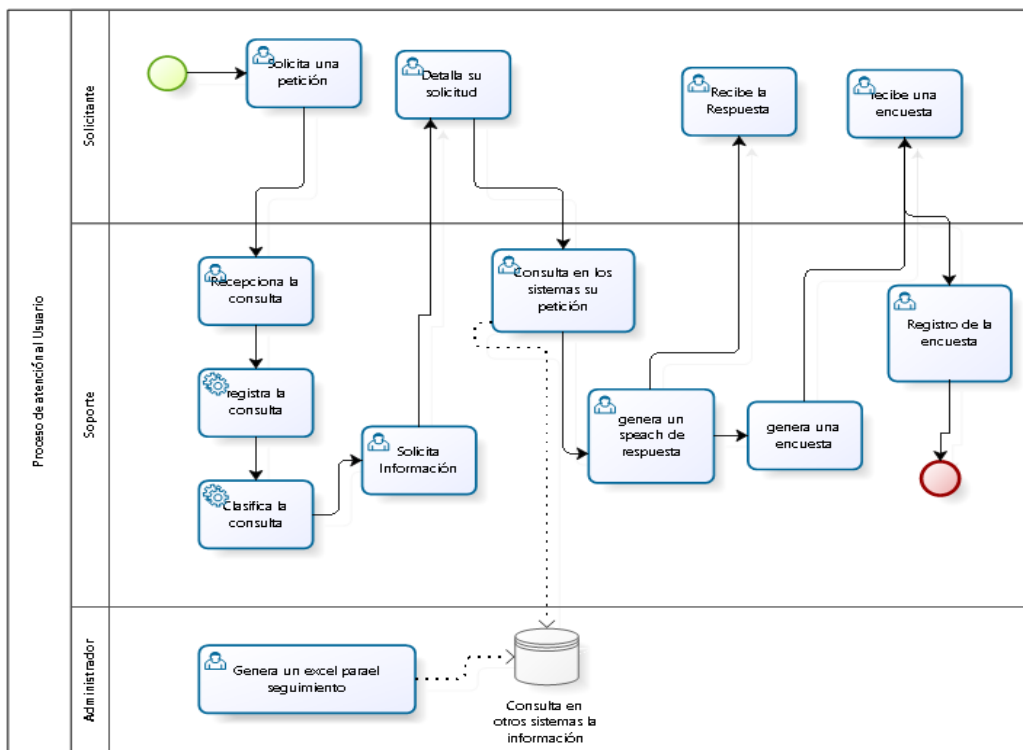 Proceso de atención al Usuario
Solicitante
Solicita una
petición
Detalla su
solicitud
Recibe la
Respuesta
recibe una
encuesta
Soporte
Recepciona la
consulta
registra la
consulta
Clasifica la
consulta
Solicita
Información
Consulta en los
sistemas su
petición
genera un
speach de
respuesta
genera una
encuesta
Registro de la
encuesta
Administrador
Genera un excel parael
seguimiento
Consulta en
otros sistemas la
información